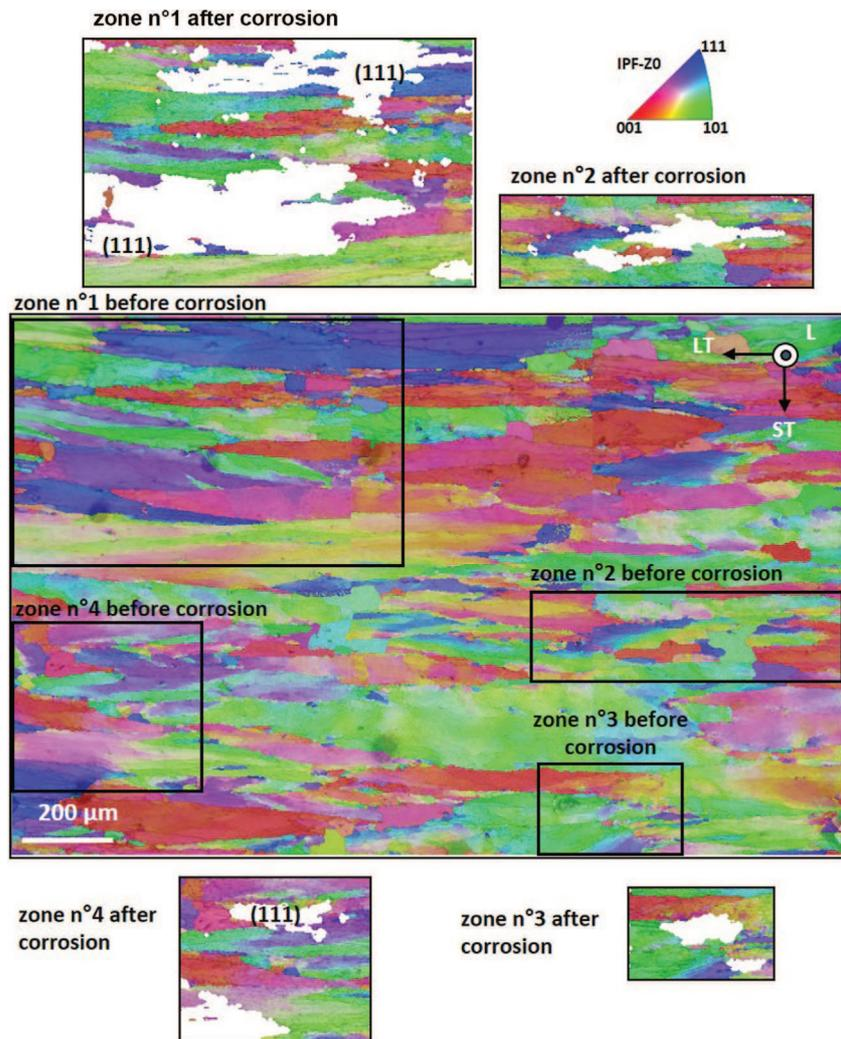 zone n°1 after corrosion
(111)
(111)
IPF-Z0
111
001
101
zone n°2 after corrosion
zone n°1 before corrosion
L
LT
ST
zone n°2 before corrosion
zone n°4 before corrosion
zone n°3 before
corrosion
200 µm
zone n°4 after
corrosion
(111)
zone n°3 after
corrosion